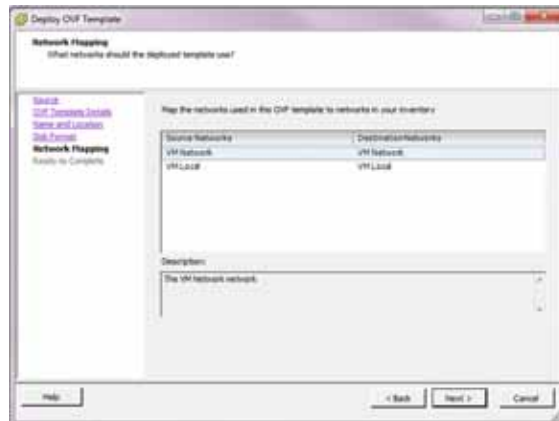 Deploy OVF Template
Network Mapping
What networks should the deployed template use?
Source
OVF Template Details
Name and Location
Disk Format
Network Mapping
Ready to Complete
Map the networks used in this OVF template to networks in your inventory
Source Networks Destination Networks
VM Network VM Network
VM Local VM Local
Description:
The VM Network network
Help < Back Next > Cancel